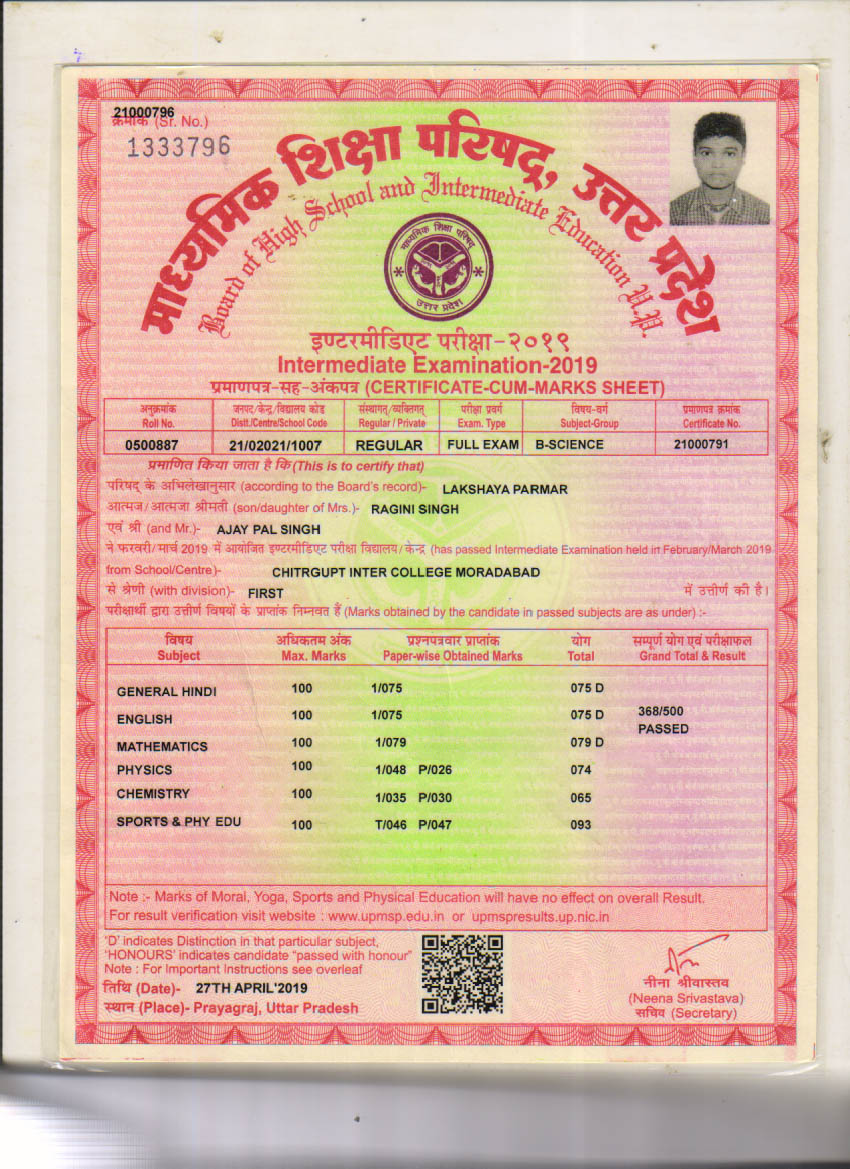 21000796
क्रमांक (Sr. No.)
1333796
माध्यमिक शिक्षा परिषद्, उत्तर प्रदेश
Board of High School and Intermediate Education U.P.
माध्यमिक शिक्षा परिषद्
उत्तर प्रदेश
इण्टरमीडिएट परीक्षा-२०१९
Intermediate Examination-2019
प्रमाणपत्र-सह-अंकपत्र (CERTIFICATE-CUM-MARKS SHEET)
अनुक्रमांक जनपद/केन्द्र/विद्यालय कोड संस्थागत/व्यक्तिगत परीक्षा प्रवर्ग विषय-वर्ग प्रमाणपत्र क्रमांक
Roll No. Distt./Centre/School Code Regular / Private Exam. Type Subject-Group Certificate No.
0500887 21/02021/1007 REGULAR FULL EXAM B-SCIENCE 21000791
प्रमाणित किया जाता है कि (This is to certify that)
परिषद् के अभिलेखानुसार (according to the Board's record)- LAKSHAYA PARMAR
आत्मज/आत्मजा श्रीमती (son/daughter of Mrs.)- RAGINI SINGH
एवं श्री (and Mr.)- AJAY PAL SINGH
ने फरवरी/मार्च 2019 में आयोजित इण्टरमीडिएट परीक्षा विद्यालय/केन्द्र (has passed Intermediate Examination held in February/March 2019
from School/Centre)- CHITRGUPT INTER COLLEGE MORADABAD
से श्रेणी (with division)- FIRST में उत्तीर्ण की है।
परीक्षार्थी द्वारा उत्तीर्ण विषयों के प्राप्तांक निम्नवत हैं (Marks obtained by the candidate in passed subjects are as under) :-
विषय अधिकतम अंक प्रश्नपत्रवार प्राप्तांक योग सम्पूर्ण योग एवं परीक्षाफल
Subject Max. Marks Paper-wise Obtained Marks Total Grand Total & Result
GENERAL HINDI 100 1/075 075 D
ENGLISH 100 1/075 075 D 368/500
PASSED
MATHEMATICS 100 1/079 079 D
PHYSICS 100 1/048 P/026 074
CHEMISTRY 100 1/035 P/030 065
SPORTS & PHY EDU 100 T/046 P/047 093
Note :- Marks of Moral, Yoga, Sports and Physical Education will have no effect on overall Result.
For result verification visit website : www.upmsp.edu.in or upmspresults.up.nic.in
'D' indicates Distinction in that particular subject,
'HONOURS' indicates candidate "passed with honour"
Note : For Important Instructions see overleaf
तिथि (Date)- 27TH APRIL'2019
स्थान (Place)- Prayagraj, Uttar Pradesh
नीना श्रीवास्तव
(Neena Srivastava)
सचिव (Secretary)